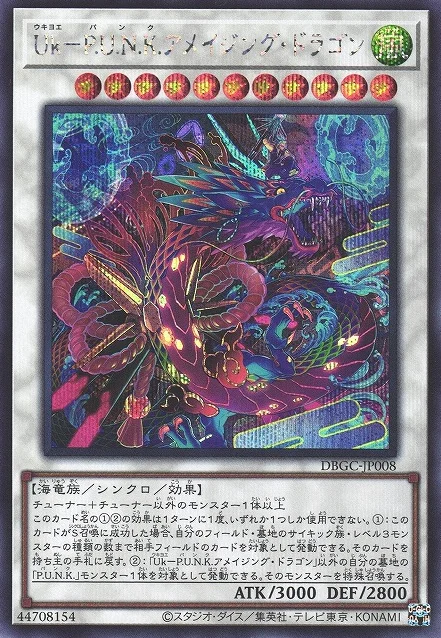 ウキヨエ パンク
Uk－P.U.N.K.アメイジング・ドラゴン
風
DBGC-JP008
【海竜族／シンクロ／効果】
チューナー＋チューナー以外のモンスター1体以上
このカード名の①②の効果は1ターンに1度、いずれか1つしか使用できない。①：この
カードがS召喚に成功した場合、自分のフィールド・墓地のサイキック族・レベル3モン
スターの種類の数まで相手フィールドのカードを対象として発動できる。そのカードを
持ち主の手札に戻す。②：「Uk－P.U.N.K.アメイジング・ドラゴン」以外の自分の墓地の
「P.U.N.K.」モンスター1体を対象として発動できる。そのモンスターを特殊召喚する。
ATK/3000 DEF/2800
44708154
©スタジオ・ダイス／集英社・テレビ東京・KONAMI